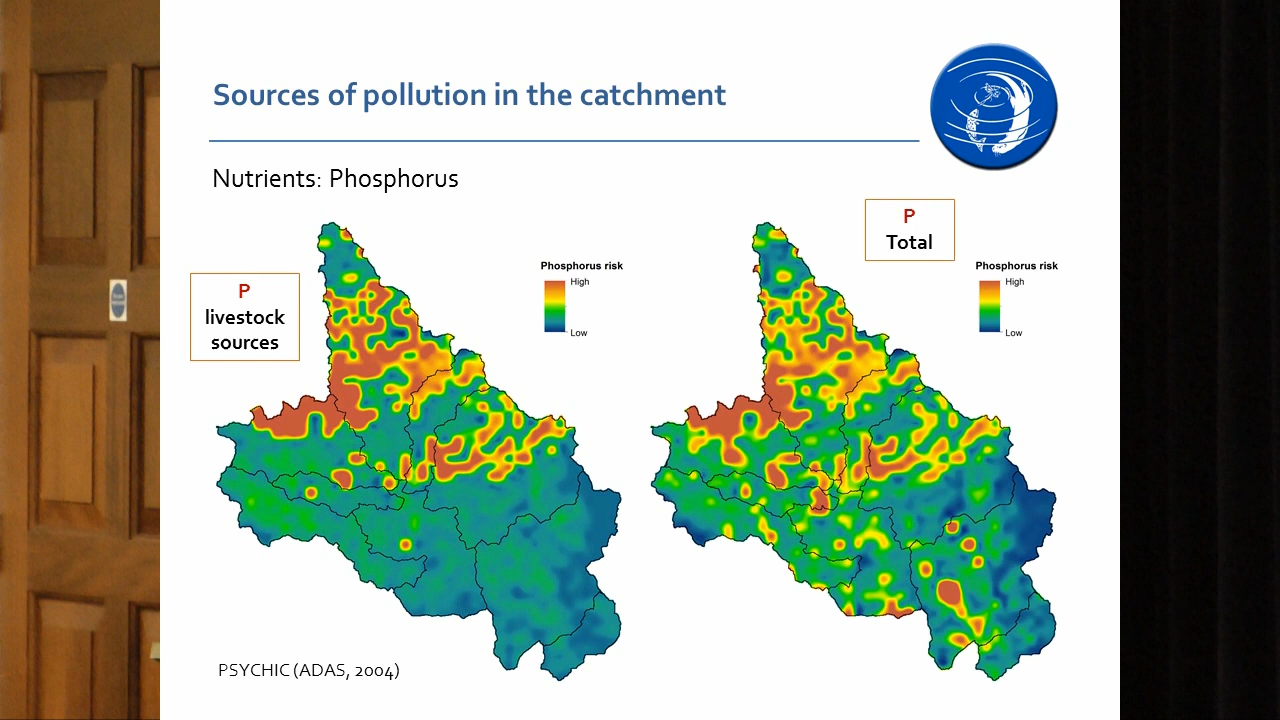 Sources of pollution in the catchment
Nutrients: Phosphorus
P
livestock
sources
Phosphorus risk
High
Low
P
Total
Phosphorus risk
High
Low
PSYCHIC (ADAS, 2004)